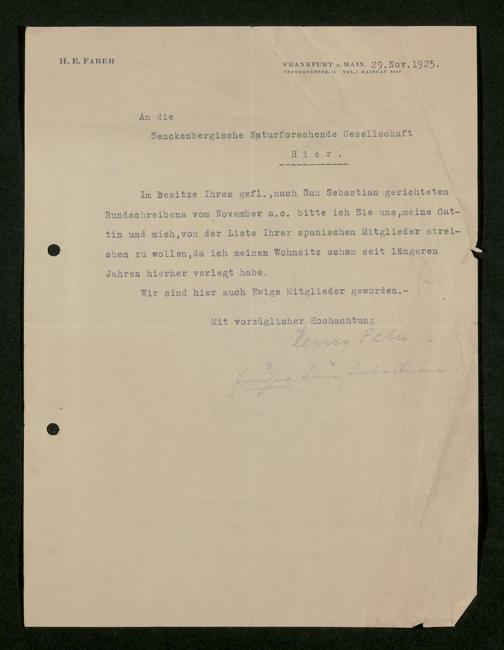 H. E. FABER
FRANKFURT A. MAIN, 29.Nov.1925.
An die
Senckenbergische Naturforschende Gesellschaft
Hier.
Im Besitze Ihres gefl.,nach San Sebastian gerichteten
Rundschreibens vom November a.c. bitte ich Sie uns,meine Gat-
tin und mich,von der Liste Ihrer spanischen Mitglieder strei-
chen zu wollen,da ich meinen Wohnsitz schon seit längeren
Jahren hierher verlegt habe.
Wir sind hier auch Ewige Mitglieder geworden.-
Mit vorzüglicher Hochachtung
Henry Faber
früher San Sebastian